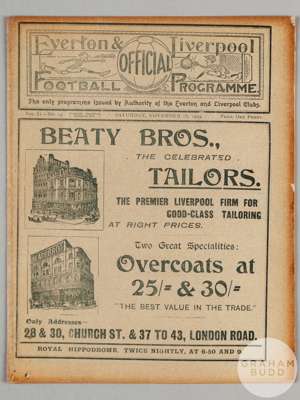 Everton & Liverpool
OFFICIAL
FOOTBALL PROGRAMME.
The only programme issued by Authority of the Everton and Liverpool Clubs.
SATURDAY, NOVEMBER
PRICE ONE PENNY.
BEATY BROS.,
THE CELEBRATED
TAILORS.
THE PREMIER LIVERPOOL FIRM FOR
GOOD-CLASS TAILORING
AT RIGHT PRICES.
Two Great Specialities:
Overcoats at
25/= & 30/=
"THE BEST VALUE IN THE TRADE."
Only Addresses—
28 & 30, CHURCH ST. & 37 TO 43, LONDON ROAD.
ROYAL HIPPODROME, TWICE NIGHTLY, AT 6-50 AND 9
GRAHAM
BUDD